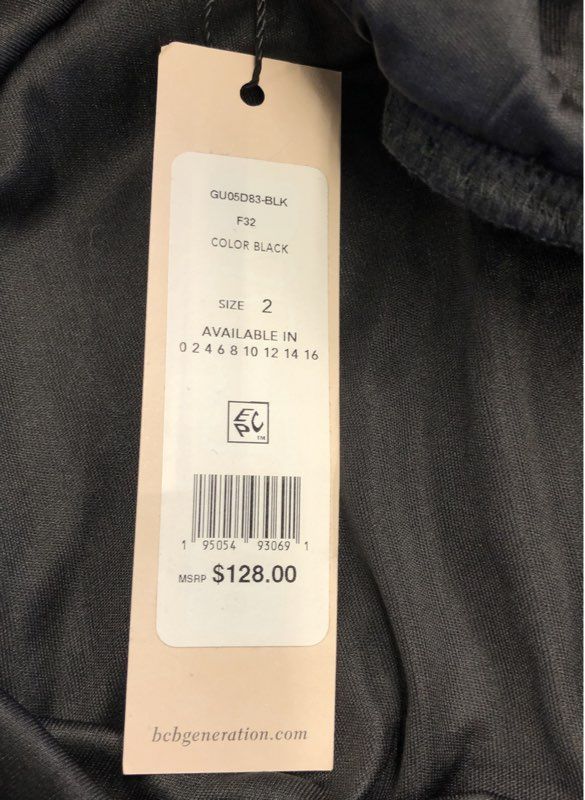 GU05D83-BLK
F32
COLOR BLACK
SIZE 2
AVAILABLE IN
0 2 4 6 8 10 12 14 16
EPC™
1 95054 93069 1
MSRP $128.00
bcbgeneration.com